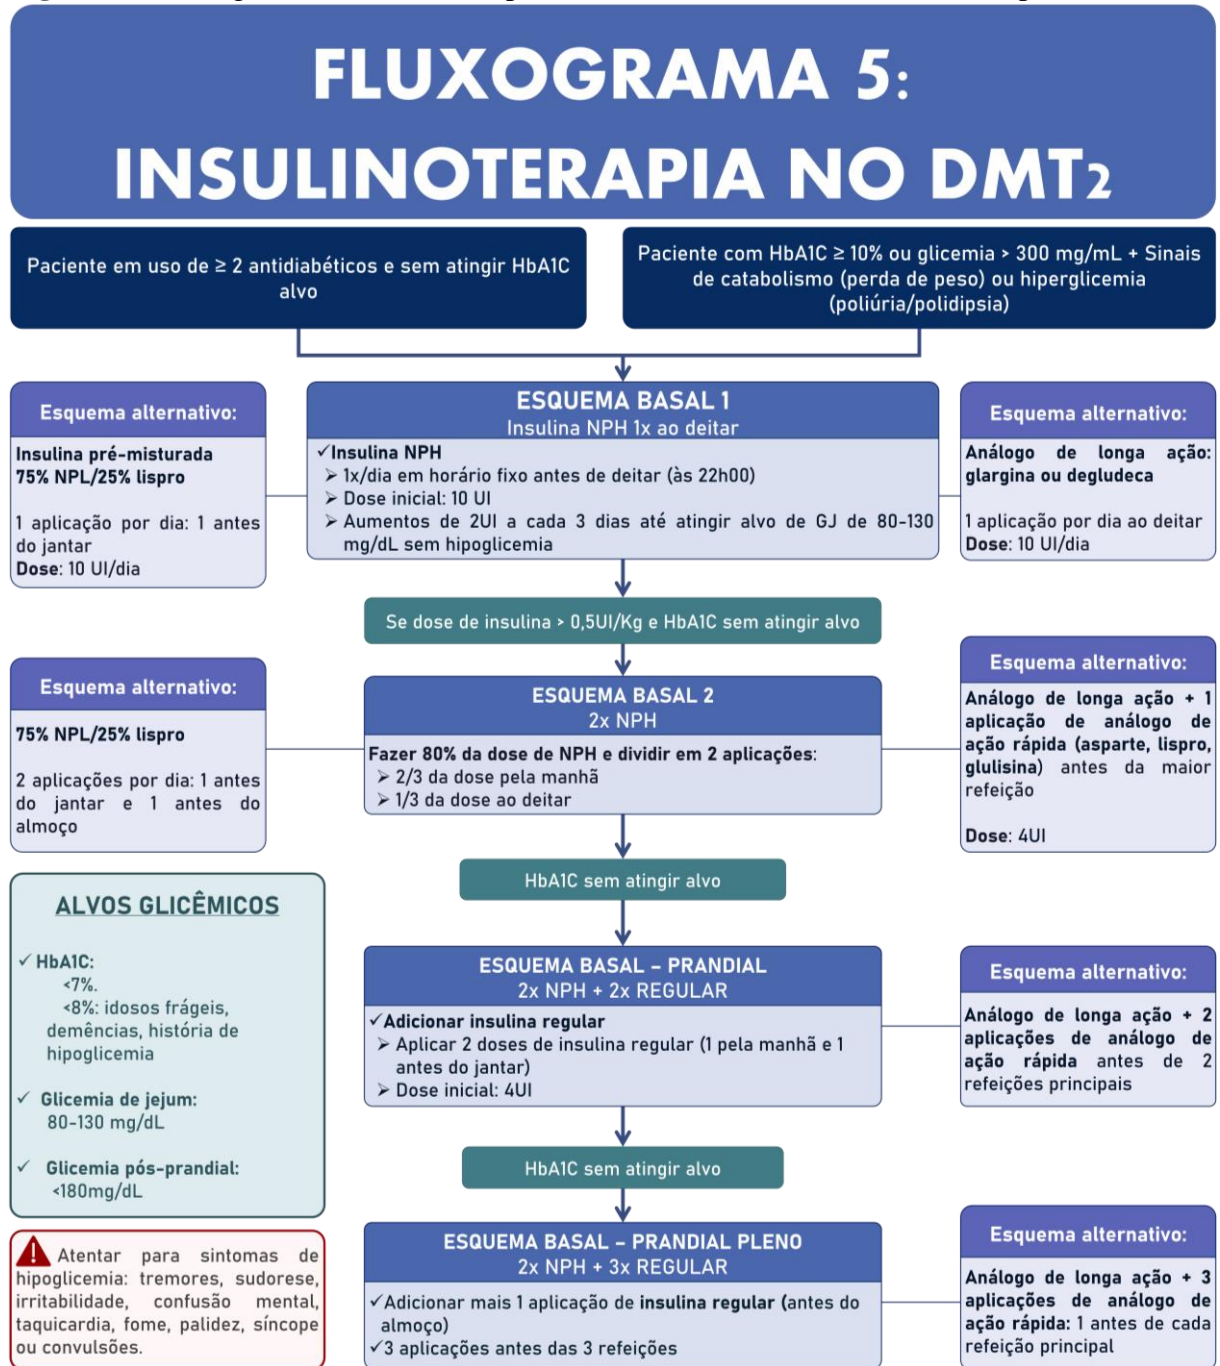 FLUXOGRAMA 5:
INSULINOTERAPIA NO DMT2
Paciente em uso de ≥ 2 antidiabéticos e sem atingir HbA1C
alvo
Paciente com HbA1C ≥ 10% ou glicemia > 300 mg/mL + Sinais
de catabolismo (perda de peso) ou hiperglicemia
(poliúria/polidipsia)
Esquema alternativo:
Insulina pré-misturada
75% NPL/25% lispro
1 aplicação por dia: 1 antes
do jantar
Dose: 10 UI/dia
ESQUEMA BASAL 1
Insulina NPH 1x ao deitar
✓Insulina NPH
➢ 1x/dia em horário fixo antes de deitar (às 22h00)
➢ Dose inicial: 10 UI
➢ Aumentos de 2UI a cada 3 dias até atingir alvo de GJ de 80-130
mg/dL sem hipoglicemia
Esquema alternativo:
Análogo de longa ação:
glargina ou degludeca
1 aplicação por dia ao deitar
Dose: 10 UI/dia
Se dose de insulina > 0,5UI/Kg e HbA1C sem atingir alvo
Esquema alternativo:
75% NPL/25% lispro
2 aplicações por dia: 1 antes
do jantar e 1 antes do
almoço
ESQUEMA BASAL 2
2x NPH
Fazer 80% da dose de NPH e dividir em 2 aplicações:
➢ 2/3 da dose pela manhã
➢ 1/3 da dose ao deitar
Esquema alternativo:
Análogo de longa ação + 1
aplicação de análogo de
ação rápida (asparte, lispro,
glulisina) antes da maior
refeição
Dose: 4UI
HbA1C sem atingir alvo
ALVOS GLICÊMICOS
✓ HbA1C:
<7%.
<8%: idosos frágeis,
demências, história de
hipoglicemia
✓ Glicemia de jejum:
80-130 mg/dL
✓ Glicemia pós-prandial:
<180mg/dL
ESQUEMA BASAL – PRANDIAL
2x NPH + 2x REGULAR
✓Adicionar insulina regular
➢ Aplicar 2 doses de insulina regular (1 pela manhã e 1
antes do jantar)
➢ Dose inicial: 4UI
Esquema alternativo:
Análogo de longa ação + 2
aplicações de análogo de
ação rápida antes de 2
refeições principais
HbA1C sem atingir alvo
Atentar para sintomas de
hipoglicemia: tremores, sudorese,
irritabilidade, confusão mental,
taquicardia, fome, palidez, síncope
ou convulsões.
ESQUEMA BASAL – PRANDIAL PLENO
2x NPH + 3x REGULAR
✓Adicionar mais 1 aplicação de insulina regular (antes do
almoço)
✓3 aplicações antes das 3 refeições
Esquema alternativo:
Análogo de longa ação + 3
aplicações de análogo de
ação rápida: 1 antes de cada
refeição principal